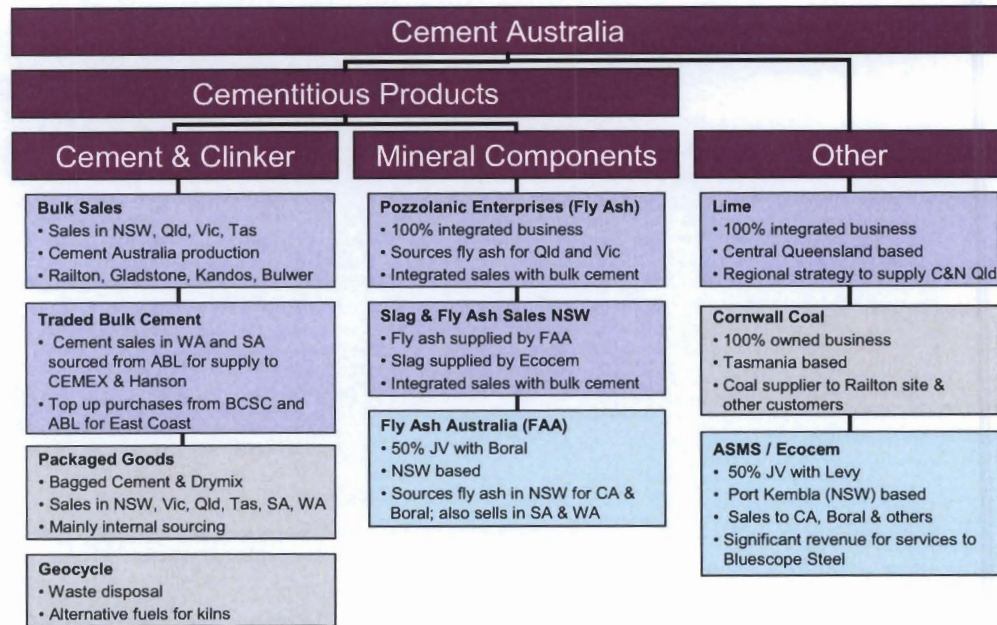 Cement Australia
Cementitious Products
Cement & Clinker
Bulk Sales
• Sales in NSW, Qld, Vic, Tas
• Cement Australia production
• Railton, Gladstone, Kandos, Bulwer
Traded Bulk Cement
• Cement sales in WA and SA
sourced from ABL for supply to
CEMEX & Hanson
• Top up purchases from BCSC and
ABL for East Coast
Packaged Goods
• Bagged Cement & Drymix
• Sales in NSW, Vic, Qld, Tas, SA, WA
• Mainly internal sourcing
Geocycle
• Waste disposal
• Alternative fuels for kilns
Mineral Components
Pozzolanic Enterprises (Fly Ash)
• 100% integrated business
• Sources fly ash for Qld and Vic
• Integrated sales with bulk cement
Slag & Fly Ash Sales NSW
• Fly ash supplied by FAA
• Slag supplied by Ecocem
• Integrated sales with bulk cement
Fly Ash Australia (FAA)
• 50% JV with Boral
• NSW based
• Sources fly ash in NSW for CA &
Boral; also sells in SA & WA
Other
Lime
• 100% integrated business
• Central Queensland based
• Regional strategy to supply C&N Qld
Cornwall Coal
• 100% owned business
• Tasmania based
• Coal supplier to Railton site &
other customers
ASMS / Ecocem
• 50% JV with Levy
• Port Kembla (NSW) based
• Sales to CA, Boral & others
• Significant revenue for services to
Bluescope Steel